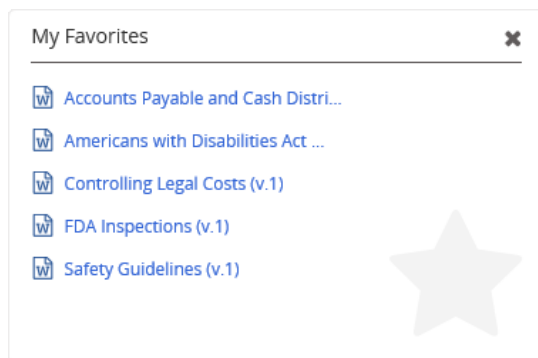 My Favorites
Accounts Payable and Cash Distri...
Americans with Disabilities Act ...
Controlling Legal Costs (v.1)
FDA Inspections (v.1)
Safety Guidelines (v.1)